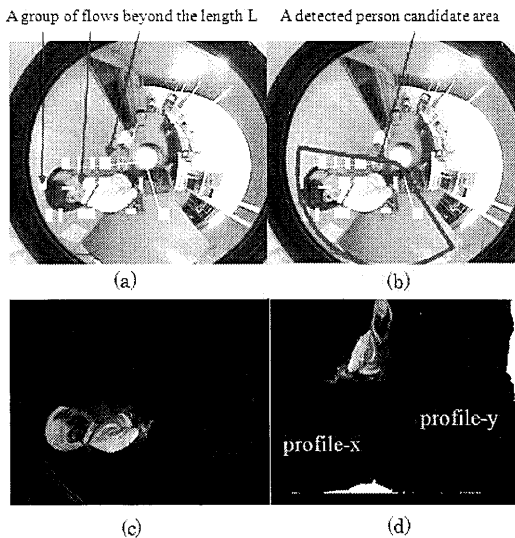 A group of flows beyond the length L
A detected person candidate area
(a)
(b)
profile-y
profile-x
(c)
(d)